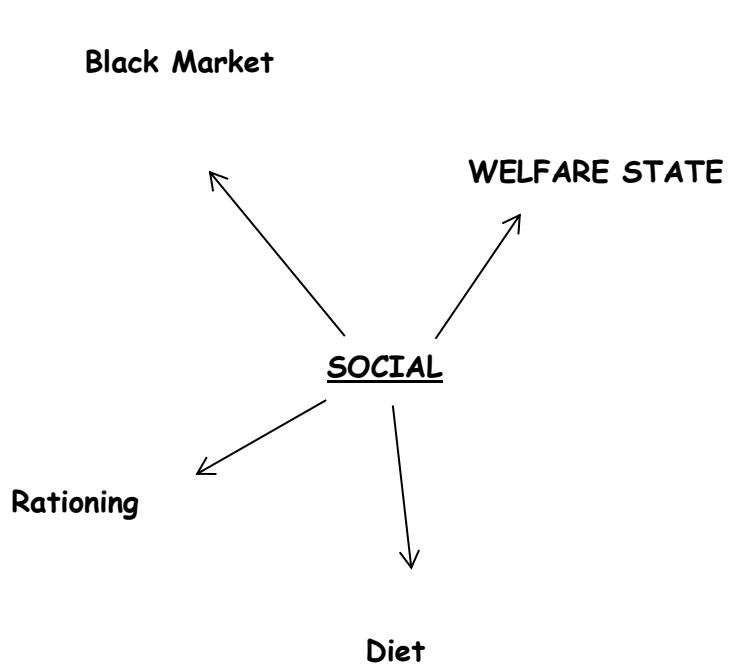 Black Market
WELFARE STATE
SOCIAL
Rationing
Diet